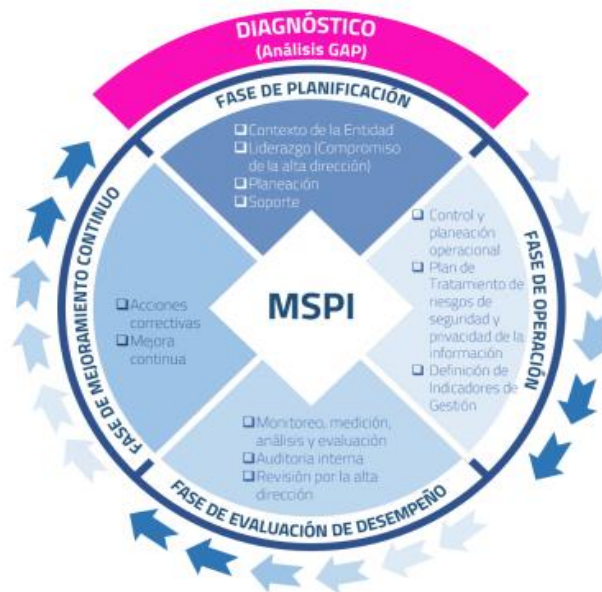 DIAGNÓSTICO
(Análisis GAP)
FASE DE PLANIFICACIÓN
❑Contexto de la Entidad
❑Liderazgo (Compromiso
de la alta dirección)
❑Planeación
❑Soporte
FASE DE OPERACIÓN
❑ Control y
planeación
operacional
❑ Plan de
Tratamiento de
riesgos de
seguridad y
privacidad de la
información
❑ Definición de
Indicadores de
Gestión
MSPI
FASE DE MEJORAMIENTO CONTINUO
❑Acciones
correctivas
❑Mejora
continua
❑Monitoreo, medición,
análisis y evaluación
❑Auditoria interna
❑Revisión por la alta
dirección
FASE DE EVALUACIÓN DE DESEMPEÑO